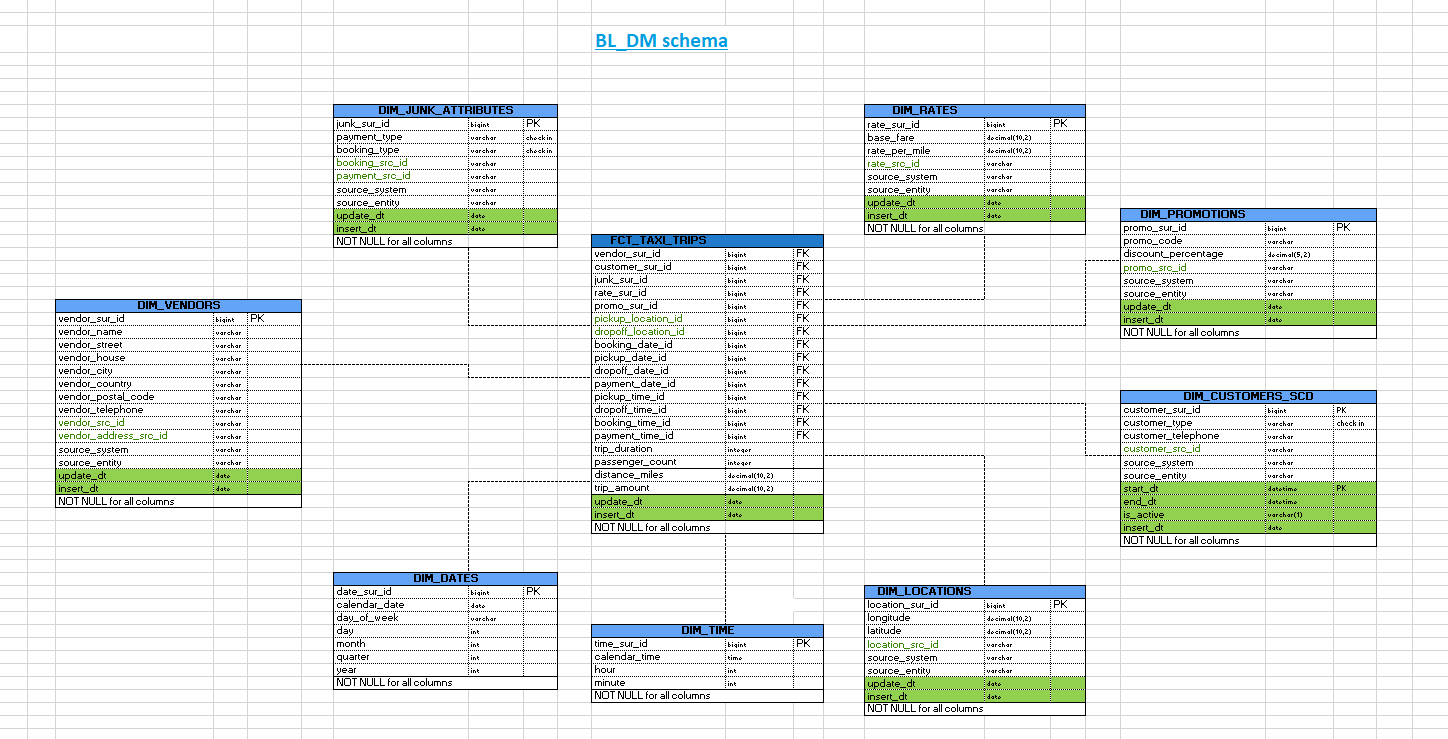 BL_DM schema
DIM_JUNK_ATTRIBUTES
junk_sur_id bigint PK
payment_type varchar check in
booking_type varchar check in
booking_src_id varchar
payment_src_id varchar
source_system varchar
source_entity varchar
update_dt date
insert_dt date
NOT NULL for all columns
DIM_RATES
rate_sur_id bigint PK
base_fare decimal(10,2)
rate_per_mile decimal(10,2)
rate_src_id varchar
source_system varchar
source_entity varchar
update_dt date
insert_dt date
NOT NULL for all columns
DIM_PROMOTIONS
promo_sur_id bigint PK
promo_code varchar
discount_percentage decimal(5,2)
promo_src_id varchar
source_system varchar
source_entity varchar
update_dt date
insert_dt date
NOT NULL for all columns
FCT_TAXI_TRIPS
vendor_sur_id bigint FK
customer_sur_id bigint FK
junk_sur_id bigint FK
rate_sur_id bigint FK
promo_sur_id bigint FK
pickup_location_id bigint FK
dropoff_location_id bigint FK
booking_date_id bigint FK
pickup_date_id bigint FK
dropoff_date_id bigint FK
payment_date_id bigint FK
pickup_time_id bigint FK
dropoff_time_id bigint FK
booking_time_id bigint FK
payment_time_id bigint FK
trip_duration integer
passenger_count integer
distance_miles decimal(10,2)
trip_amount decimal(10,2)
update_dt date
insert_dt date
NOT NULL for all columns
DIM_VENDORS
vendor_sur_id bigint PK
vendor_name varchar
vendor_street varchar
vendor_house varchar
vendor_city varchar
vendor_country varchar
vendor_postal_code varchar
vendor_telephone varchar
vendor_src_id varchar
vendor_address_src_id varchar
source_system varchar
source_entity varchar
update_dt date
insert_dt date
NOT NULL for all columns
DIM_CUSTOMERS_SCD
customer_sur_id bigint PK
customer_type varchar check in
customer_telephone varchar
customer_src_id varchar
source_system varchar
source_entity varchar
start_dt datetime PK
end_dt datetime
is_active varchar(1)
insert_dt date
NOT NULL for all columns
DIM_DATES
date_sur_id bigint PK
calendar_date date
day_of_week varchar
day int
month int
quarter int
year int
NOT NULL for all columns
DIM_TIME
time_sur_id bigint PK
calendar_time time
hour int
minute int
NOT NULL for all columns
DIM_LOCATIONS
location_sur_id bigint PK
longitude decimal(10,2)
latitude decimal(10,2)
location_src_id varchar
source_system varchar
source_entity varchar
update_dt date
insert_dt date
NOT NULL for all columns